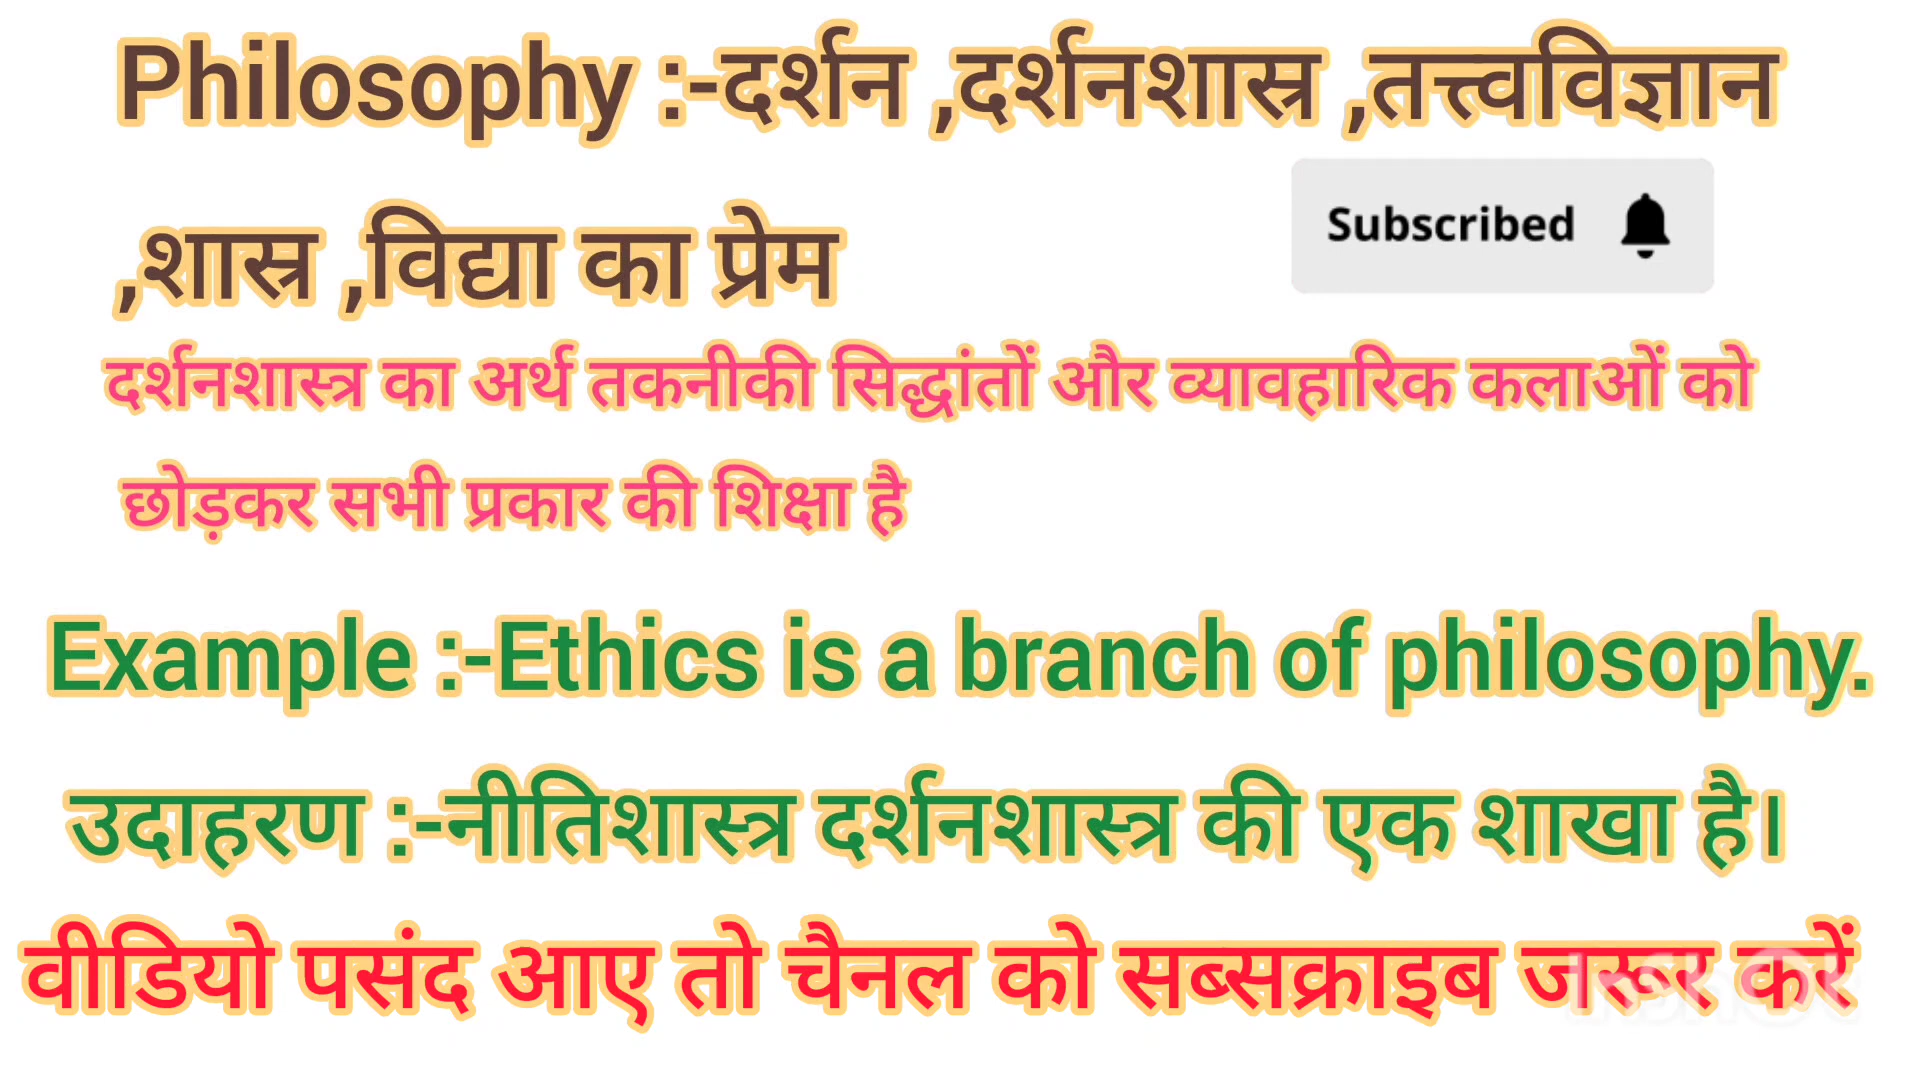 Philosophy :-दर्शन ,दर्शनशास्र ,तत्त्वविज्ञान
,शास्र ,विद्या का प्रेम
Subscribed
दर्शनशास्त्र का अर्थ तकनीकी सिद्धांतों और व्यावहारिक कलाओं को
छोड़कर सभी प्रकार की शिक्षा है
Example :-Ethics is a branch of philosophy.
उदाहरण :-नीतिशास्त्र दर्शनशास्त्र की एक शाखा है।
वीडियो पसंद आए तो चैनल को सब्सक्राइब जरूर करें
InShOt